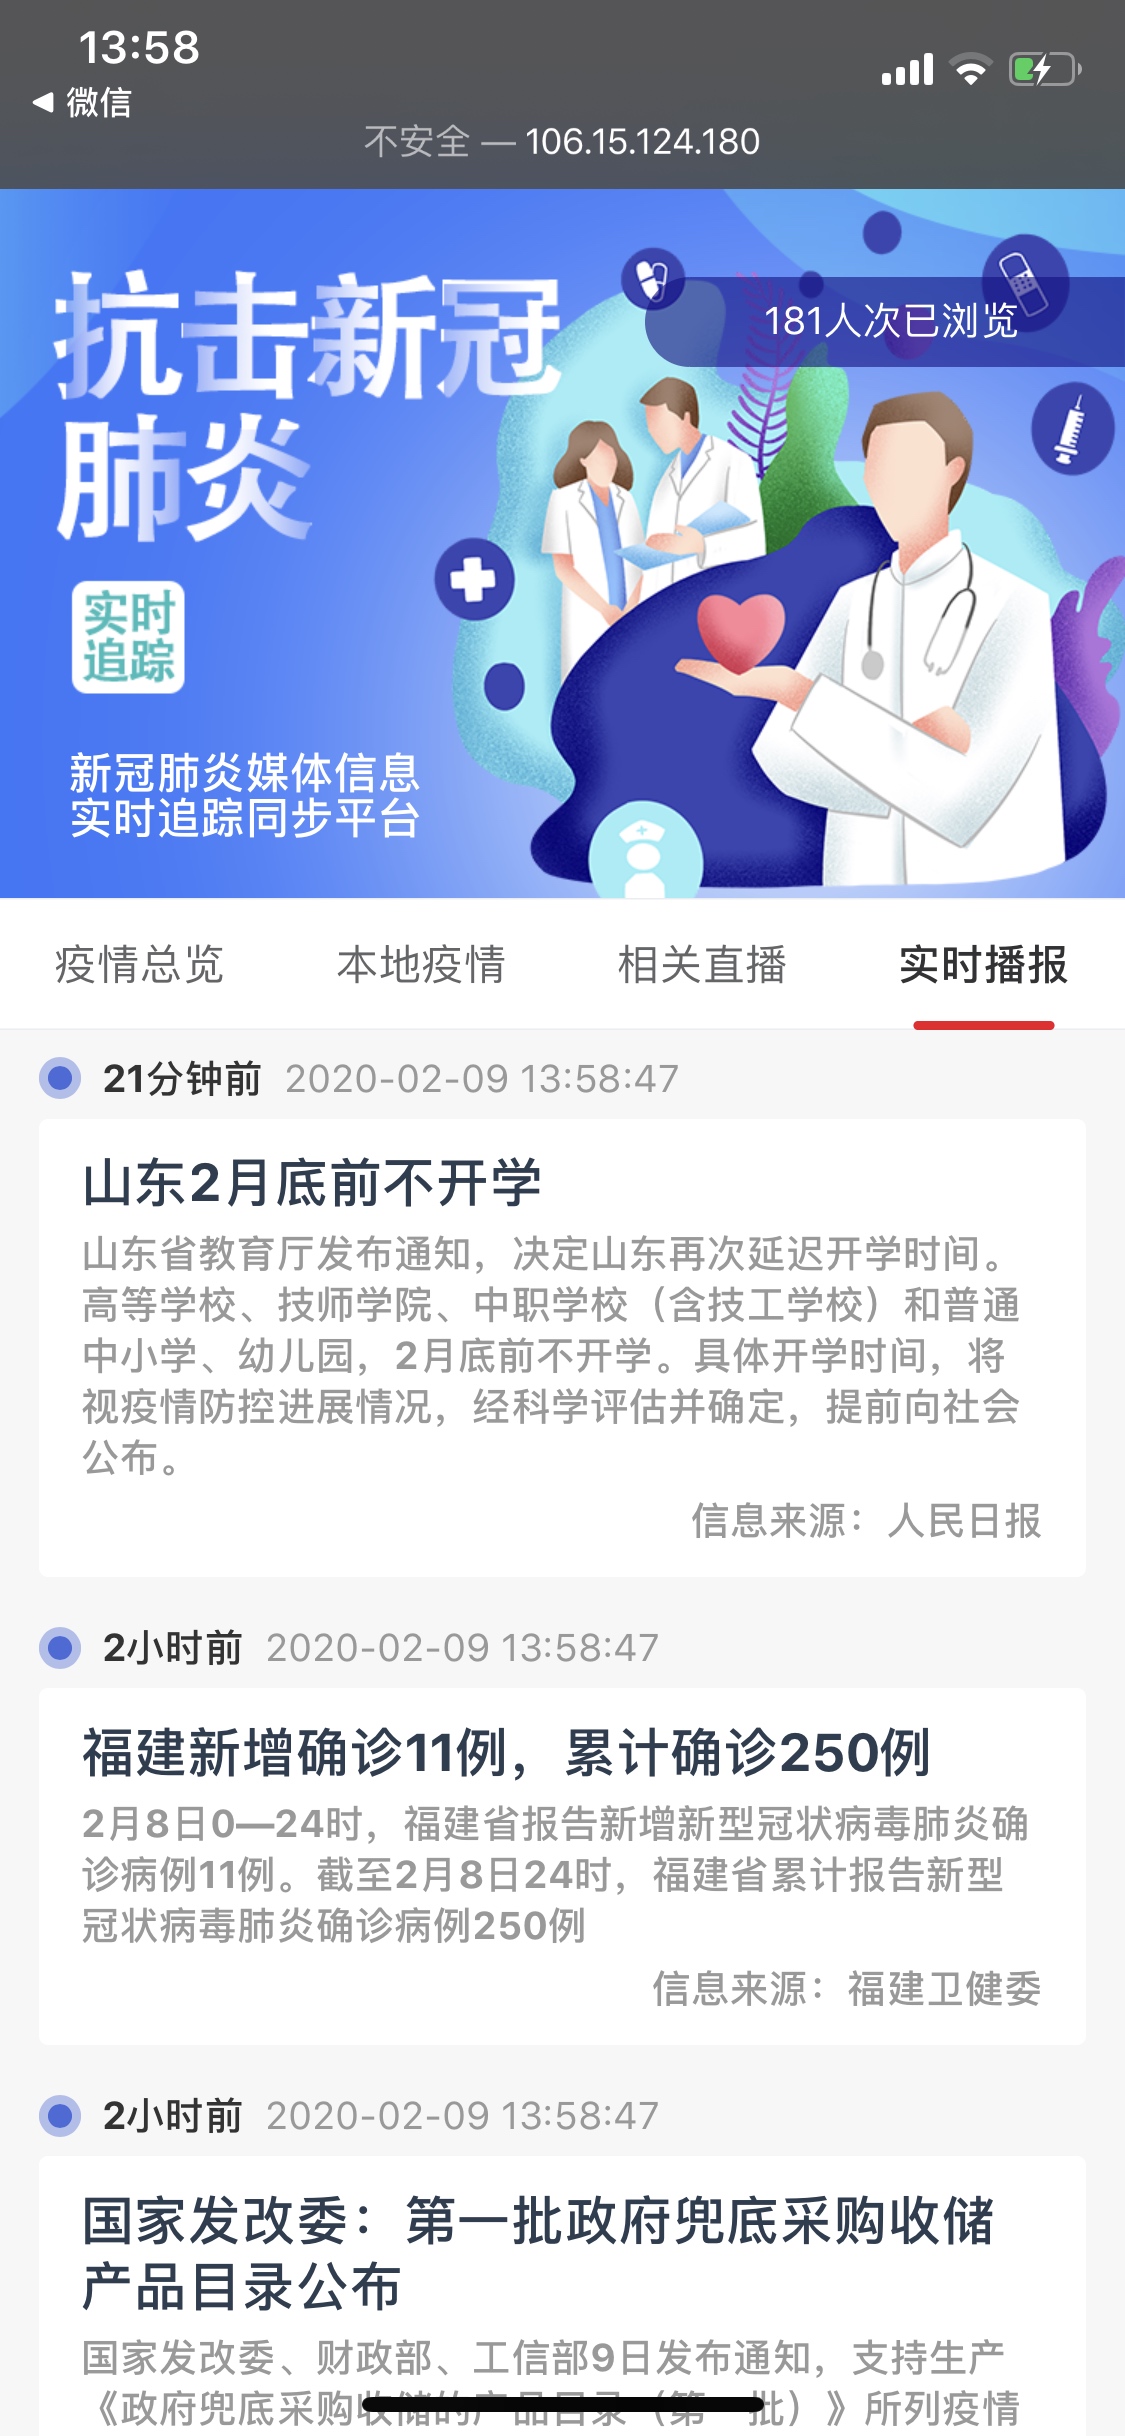 13:58
微信
不安全 — 106.15.124.180
抗击新冠
肺炎
181人次已浏览
实时
追踪
新冠肺炎媒体信息
实时追踪同步平台
疫情总览 本地疫情 相关直播 实时播报
21分钟前 2020-02-09 13:58:47
山东2月底前不开学
山东省教育厅发布通知，决定山东再次延迟开学时间。
高等学校、技师学院、中职学校（含技工学校）和普通
中小学、幼儿园，2月底前不开学。具体开学时间，将
视疫情防控进展情况，经科学评估并确定，提前向社会
公布。
信息来源：人民日报
2小时前 2020-02-09 13:58:47
福建新增确诊11例，累计确诊250例
2月8日0—24时，福建省报告新增新型冠状病毒肺炎确
诊病例11例。截至2月8日24时，福建省累计报告新型
冠状病毒肺炎确诊病例250例
信息来源：福建卫健委
2小时前 2020-02-09 13:58:47
国家发改委：第一批政府兜底采购收储
产品目录公布
国家发改委、财政部、工信部9日发布通知，支持生产
《政府兜底采购收储的产品目录（第一批）》所列疫情